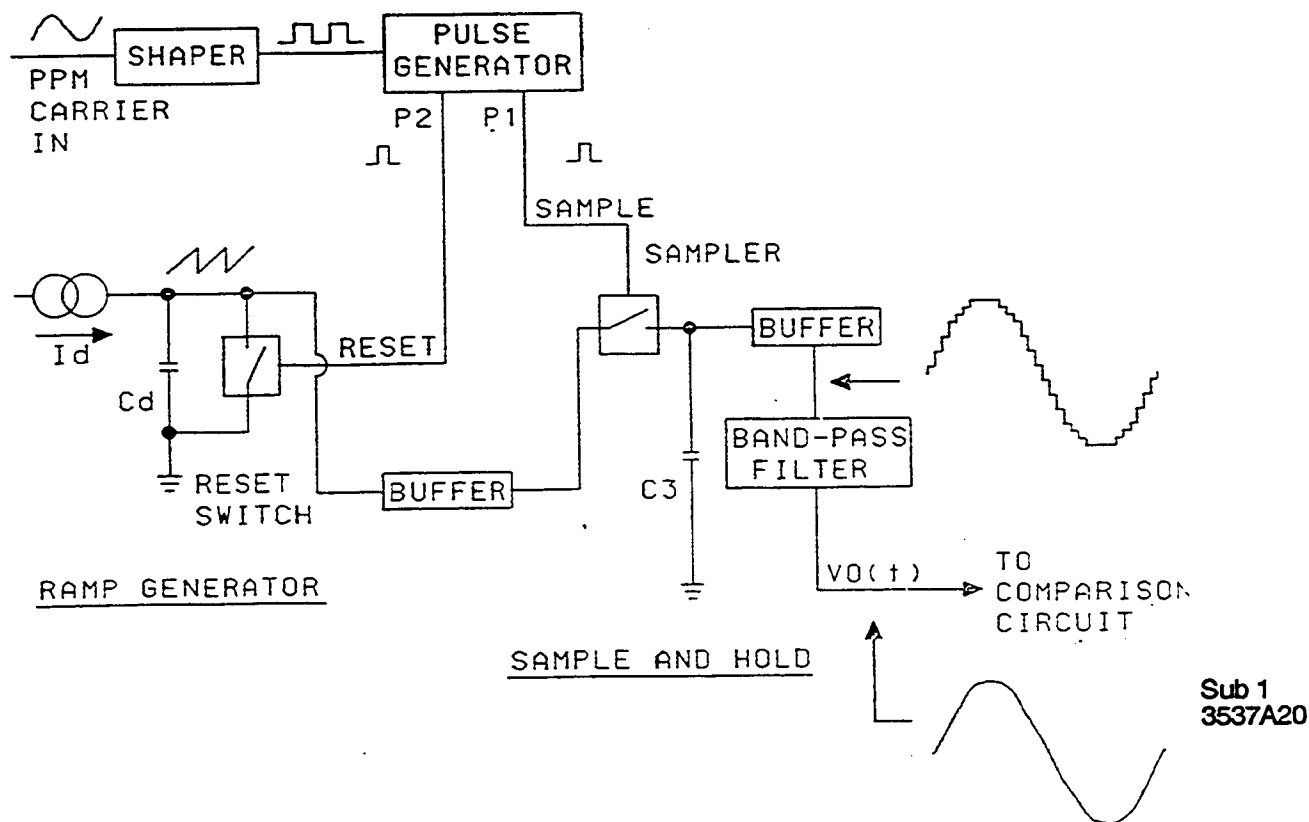 SHAPER
PULSE
GENERATOR
PPM
CARRIER
IN
P2
P1
SAMPLE
SAMPLER
Id
Cd
RESET
BUFFER
BAND-PASS
FILTER
RESET
SWITCH
BUFFER
C3
RAMP GENERATOR
VO(t)
TO
COMPARISON
CIRCUIT
SAMPLE AND HOLD
Sub 1
3537A20